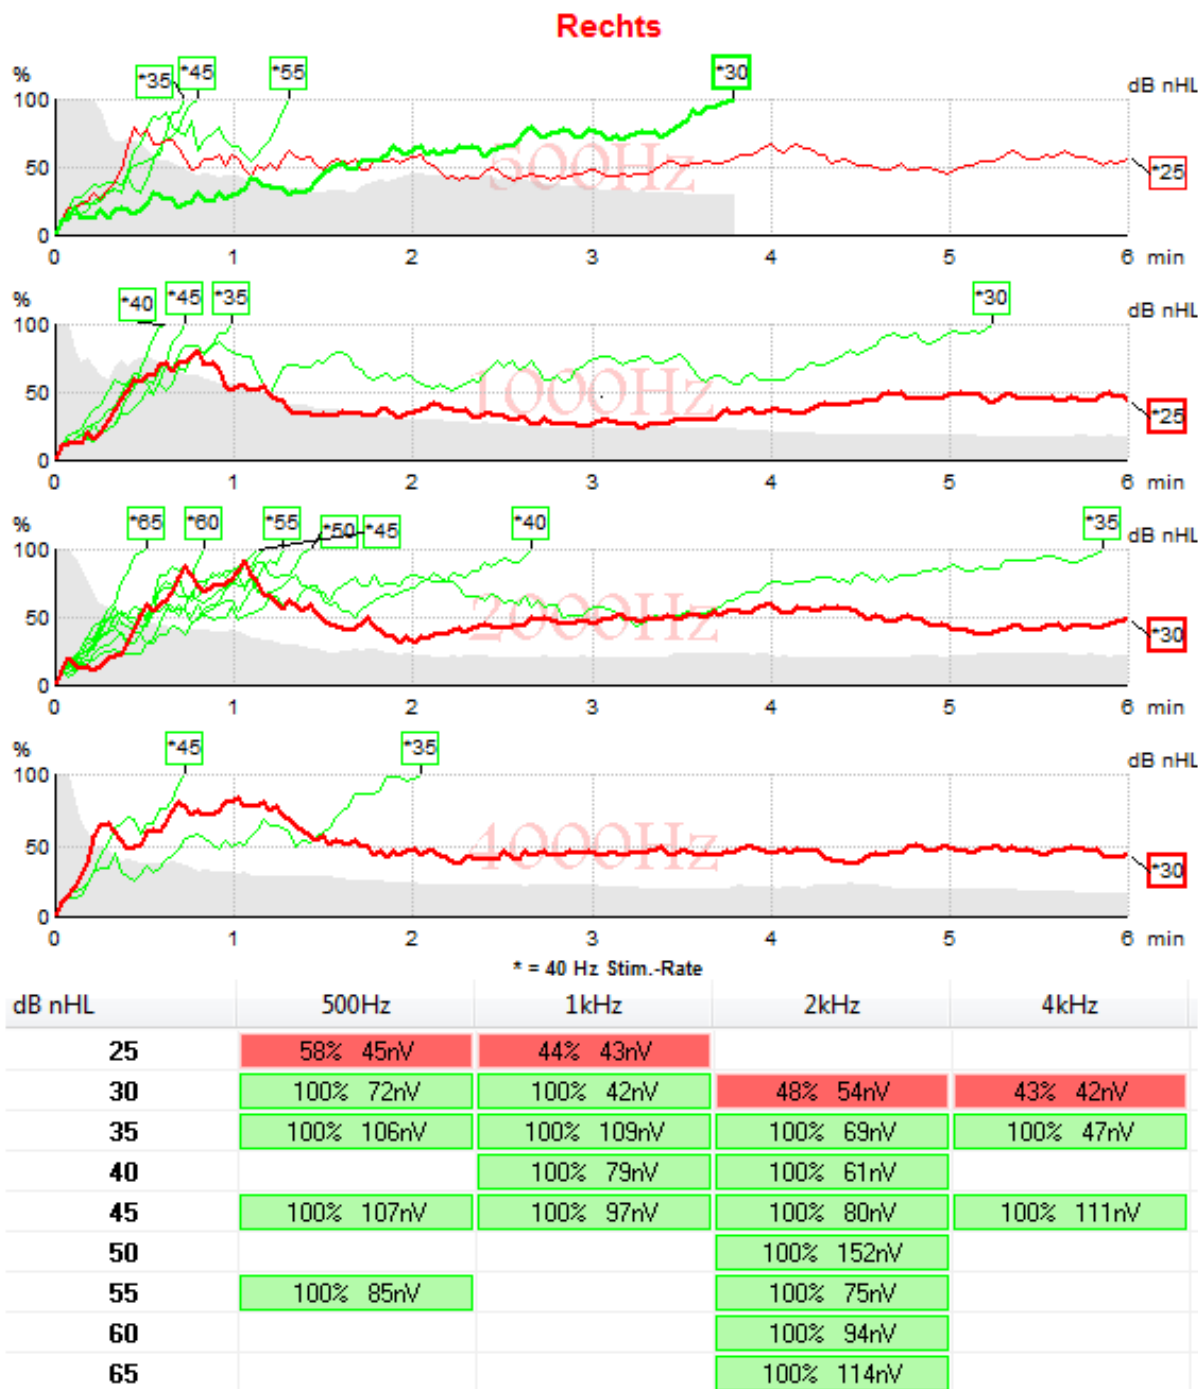 Rechts
*35 *45 *55 *30
% dB nHL
100
50 500Hz *25
0
0 1 2 3 4 5 6 min
*40 *45 *35 *30
% dB nHL
100
50 1000Hz *25
0
0 1 2 3 4 5 6 min
*65 *60 *55 *50 *45 *40 *35
% dB nHL
100
50 2000Hz *30
0
0 1 2 3 4 5 6 min
*45 *35
% dB nHL
100
50 4000Hz *30
0
0 1 2 3 4 5 6 min
* = 40 Hz Stim.-Rate
dB nHL 500Hz 1kHz 2kHz 4kHz
25 58% 45nV 44% 43nV
30 100% 72nV 100% 42nV 48% 54nV 43% 42nV
35 100% 106nV 100% 109nV 100% 69nV 100% 47nV
40 100% 79nV 100% 61nV
45 100% 107nV 100% 97nV 100% 80nV 100% 111nV
50 100% 152nV
55 100% 85nV 100% 75nV
60 100% 94nV
65 100% 114nV